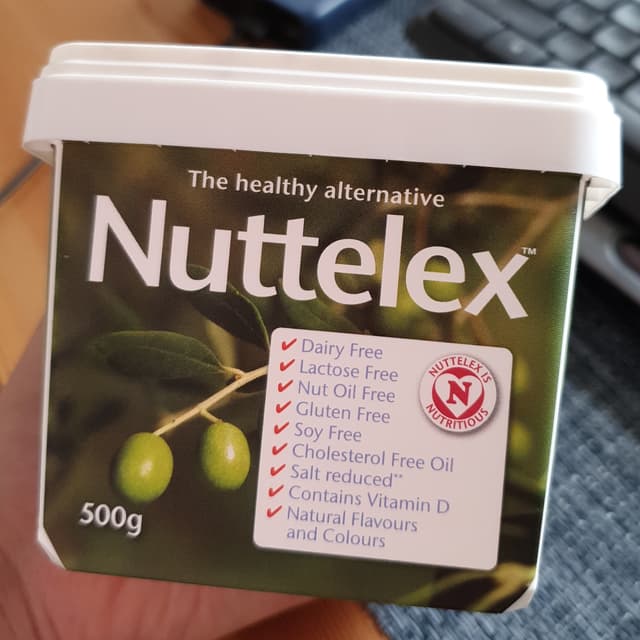 The healthy alternative
Nuttelex™
Dairy Free
Lactose Free
Nut Oil Free
Gluten Free
Soy Free
Cholesterol Free Oil
Salt reduced**
Contains Vitamin D
Natural Flavours
and Colours
NUTTELEX IS
N
NUTRITIOUS
500g